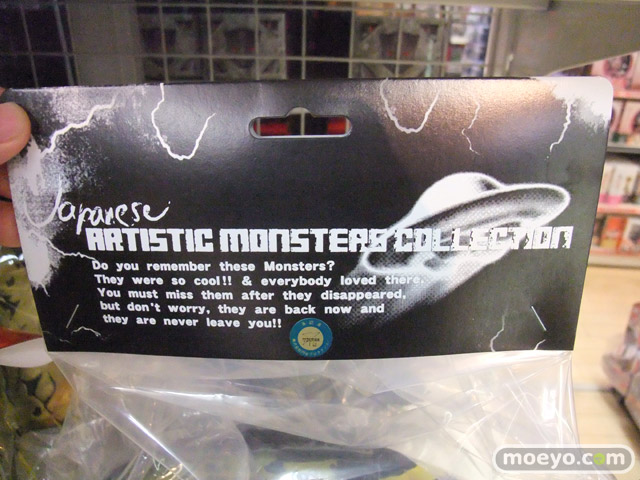 Japanese
ARTISTIC MONSTERS COLLECTION
Do you remember these Monsters?
They were so cool!! & everybody loved there.
You must miss them after they disappeared,
but don't worry, they are back now and
they are never leave you!!
moeyo.com